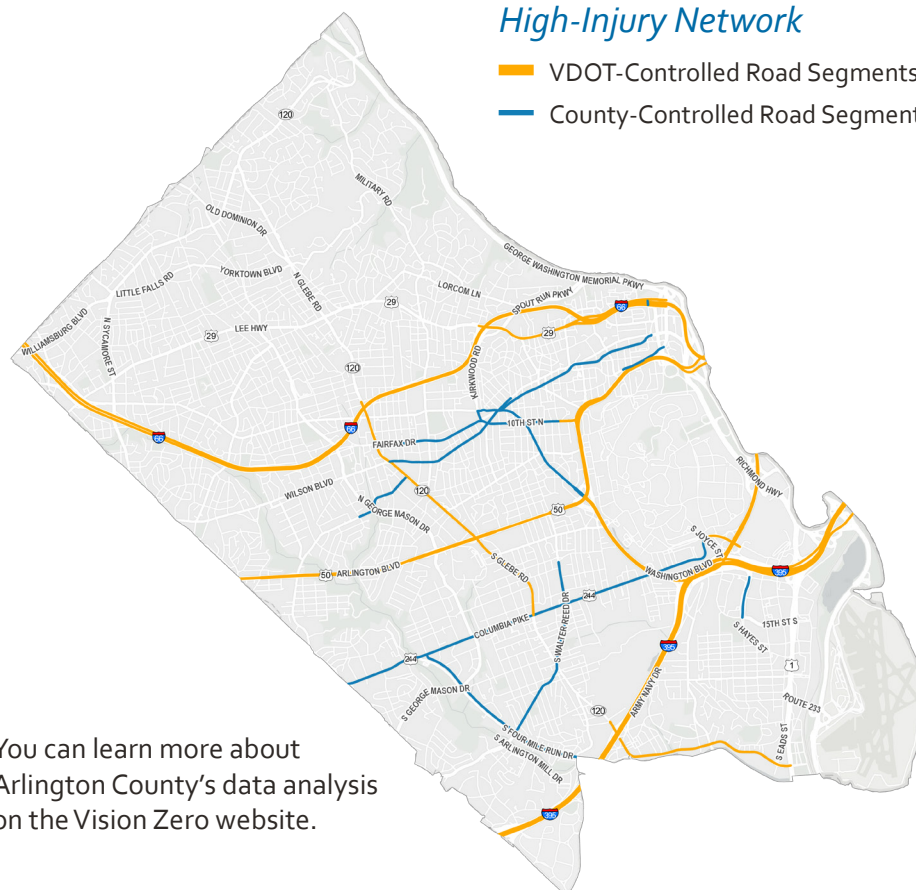 High-Injury Network
VDOT-Controlled Road Segments
County-Controlled Road Segment
120
MILITARY RD
OLD DOMINION DR
GEORGE WASHINGTON MEMORIAL PKWY
YORKTOWN BLVD
LITTLE FALLS RD
N GLEBE RD
LORCOM LN
SPOUT RUN PKWY
66
29
29
WILLIAMSBURG BLVD
N SYCAMORE ST
29
LEE HWY
120
KIRKWOOD RD
66
66
10TH ST N
FAIRFAX DR
WILSON BLVD
120
N GEORGE MASON DR
RICHMOND HWY
50
S JOYCE ST
50
ARLINGTON BLVD
S GLEBE RD
WASHINGTON BLVD
395
244
COLUMBIA PIKE
S WALTER REED DR
S HAYES ST
15TH ST S
395
244
1
S GEORGE MASON DR
ARMY NAVY DR
ROUTE 233
120
S FOUR MILE RUN DR
S ARLINGTON MILL DR
S EADS ST
395
You can learn more about
Arlington County's data analysis
on the Vision Zero website.